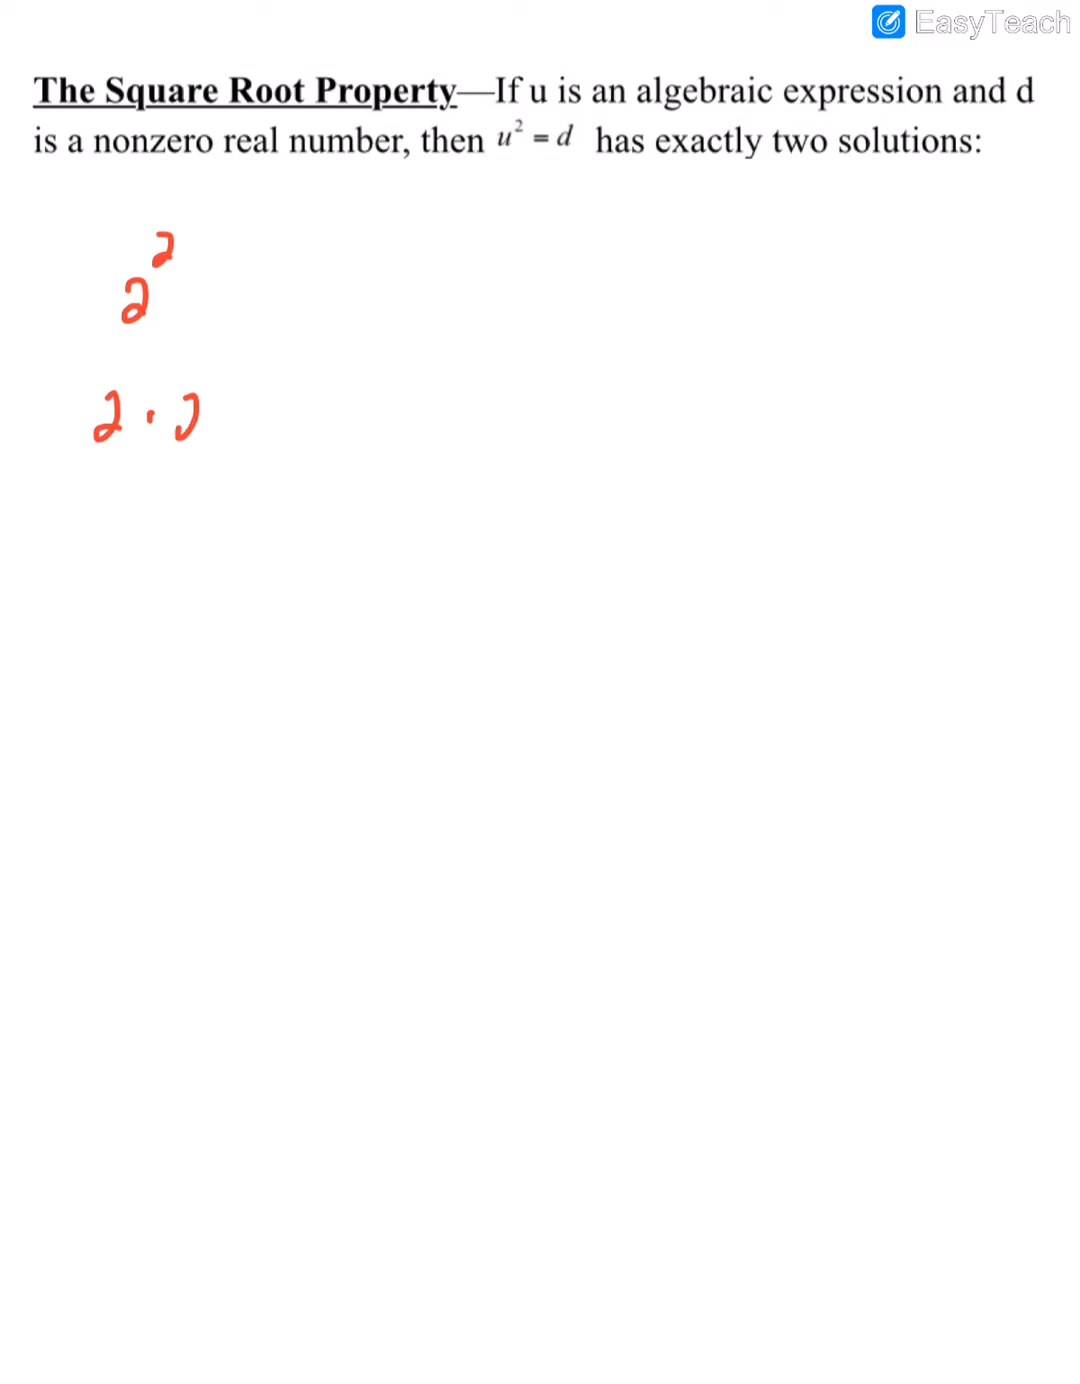 EasyTeach
The Square Root Property—If u is an algebraic expression and d
is a nonzero real number, then u² = d has exactly two solutions:
2²
2 ·